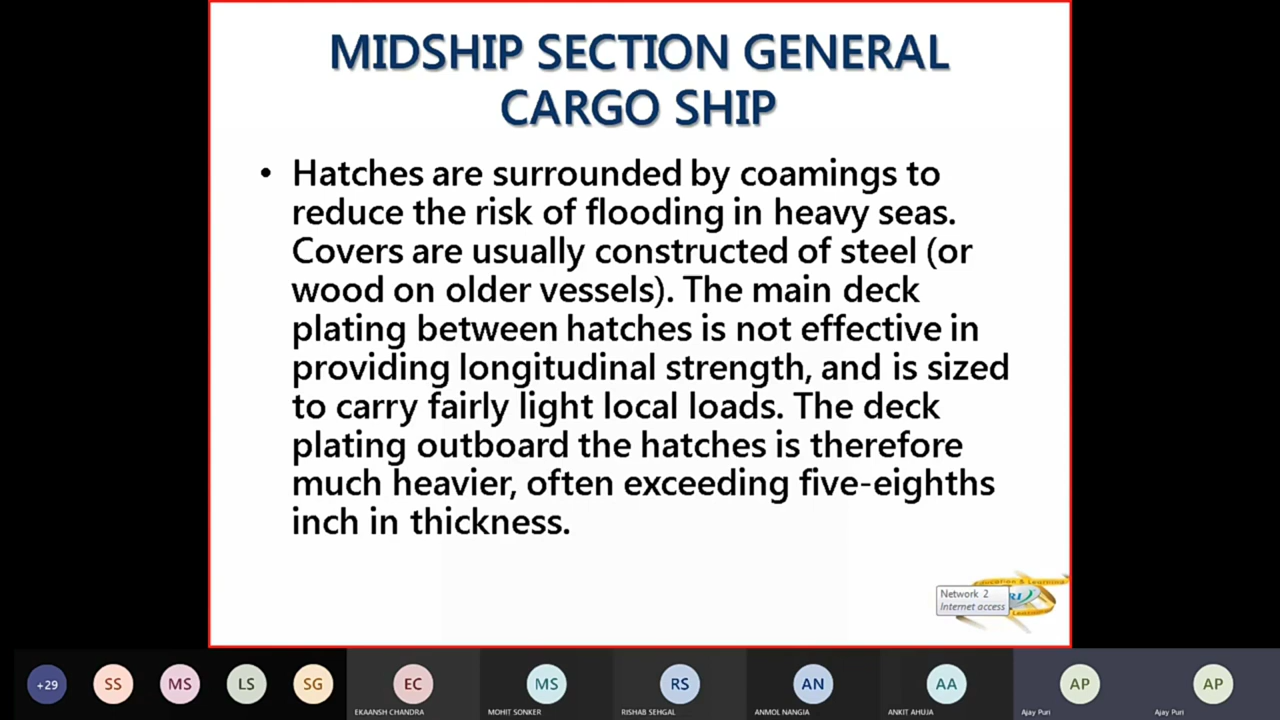 MIDSHIP SECTION GENERAL
CARGO SHIP
• Hatches are surrounded by coamings to
reduce the risk of flooding in heavy seas.
Covers are usually constructed of steel (or
wood on older vessels). The main deck
plating between hatches is not effective in
providing longitudinal strength, and is sized
to carry fairly light local loads. The deck
plating outboard the hatches is therefore
much heavier, often exceeding five-eighths
inch in thickness.
Education & Learning
Network 2
Internet access
+29 SS MS LS SG EC MS RS AN AA AP AP
EKAANSH CHANDRA MOHIT SONKER RISHAB SEHGAL ANMOL NANGIA ANKIT AHUJA Ajay Puri Ajay Puri